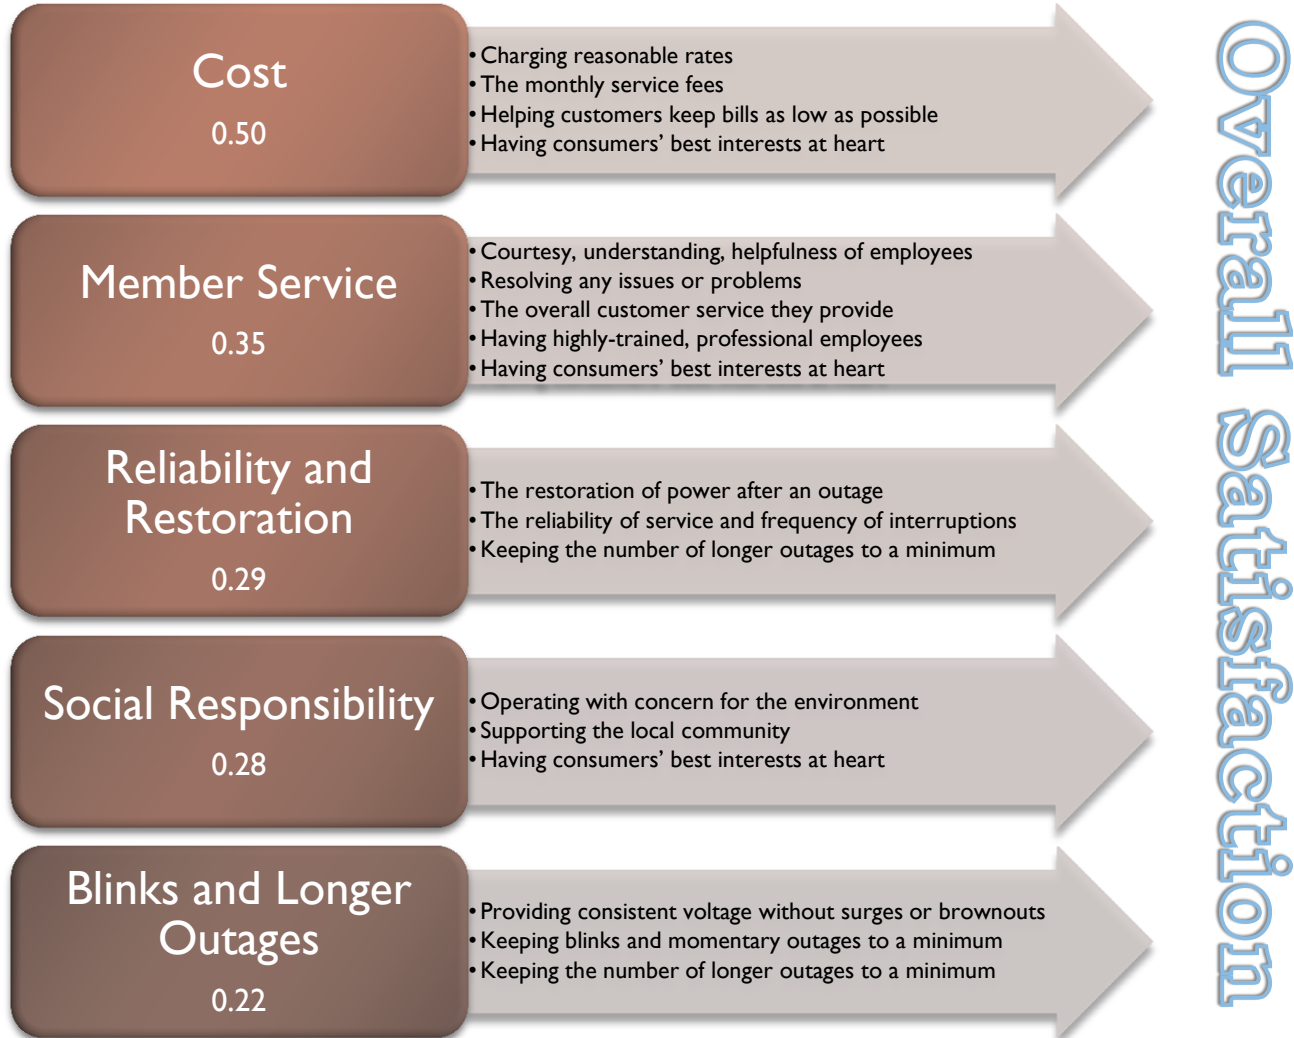 Cost
0.50
• Charging reasonable rates
• The monthly service fees
• Helping customers keep bills as low as possible
• Having consumers’ best interests at heart
Member Service
0.35
• Courtesy, understanding, helpfulness of employees
• Resolving any issues or problems
• The overall customer service they provide
• Having highly-trained, professional employees
• Having consumers’ best interests at heart
Reliability and
Restoration
0.29
• The restoration of power after an outage
• The reliability of service and frequency of interruptions
• Keeping the number of longer outages to a minimum
Social Responsibility
0.28
• Operating with concern for the environment
• Supporting the local community
• Having consumers’ best interests at heart
Blinks and Longer
Outages
0.22
• Providing consistent voltage without surges or brownouts
• Keeping blinks and momentary outages to a minimum
• Keeping the number of longer outages to a minimum
Overall Satisfaction